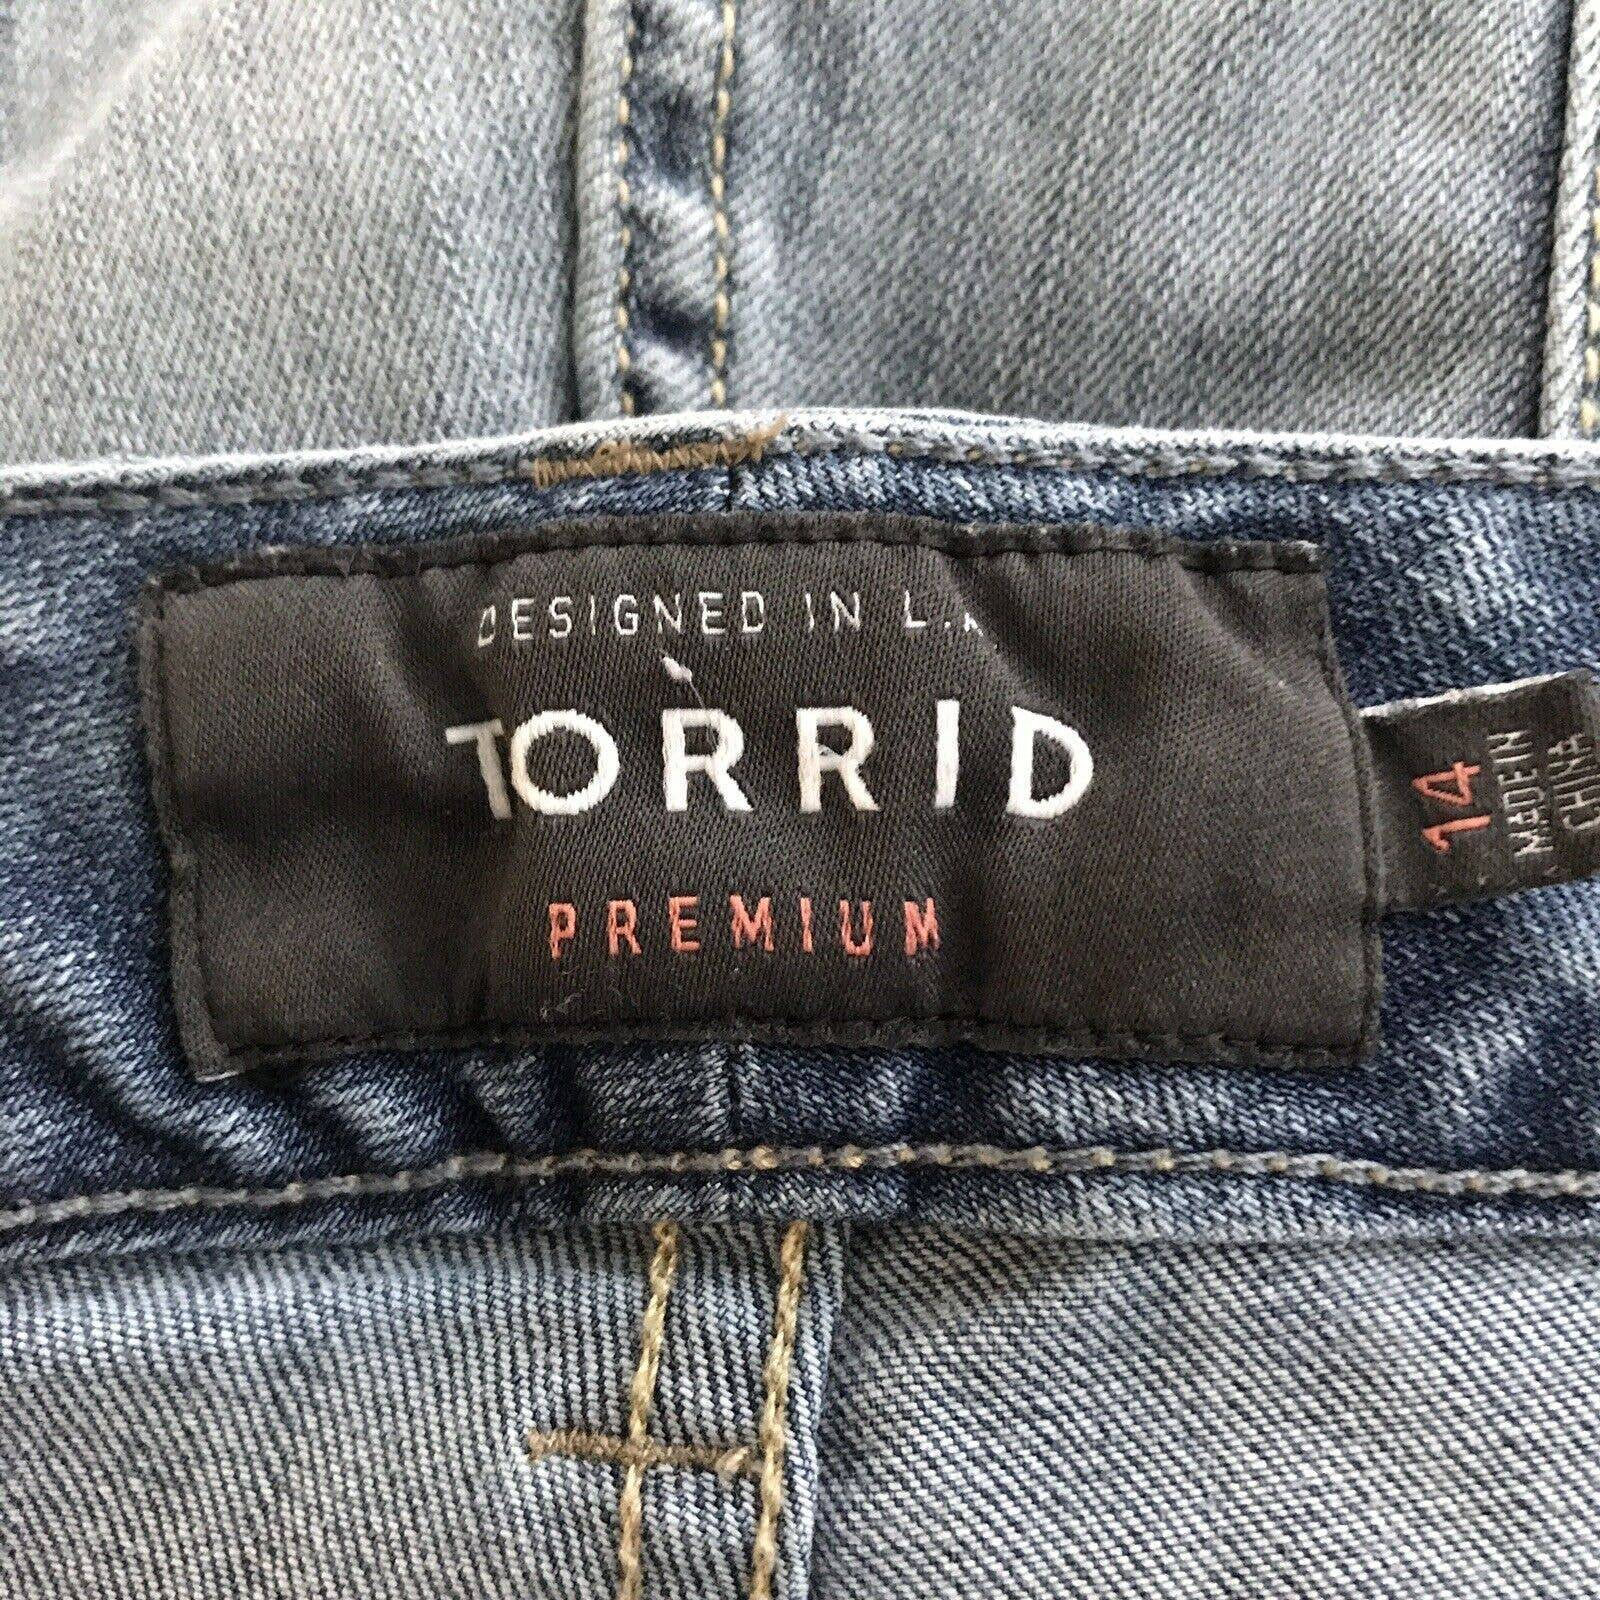 DESIGNED IN L.A
TORRID
PREMIUM
14
MADE IN
CHINA